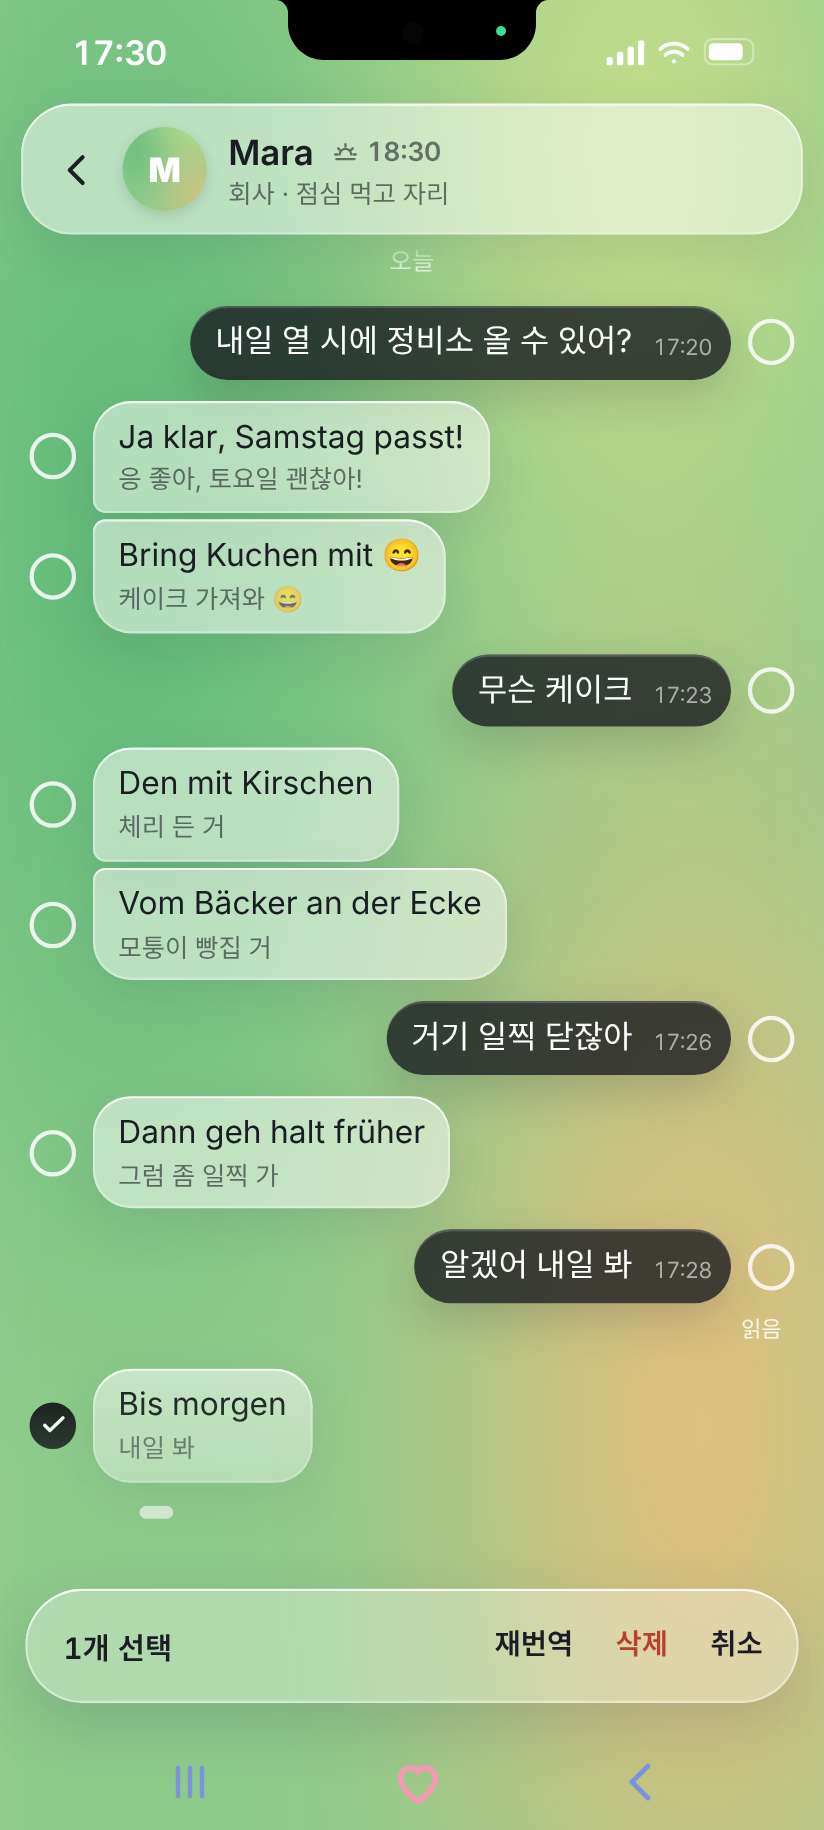 17:30
M
Mara 18:30
회사 · 점심 먹고 자리
오늘
내일 열 시에 정비소 올 수 있어? 17:20
Ja klar, Samstag passt!
응 좋아, 토요일 괜찮아!
Bring Kuchen mit 😄
케이크 가져와 😄
무슨 케이크 17:23
Den mit Kirschen
체리 든 거
Vom Bäcker an der Ecke
모퉁이 빵집 거
거기 일찍 닫잖아 17:26
Dann geh halt früher
그럼 좀 일찍 가
알겠어 내일 봐 17:28
읽음
Bis morgen
내일 봐
1개 선택 재번역 삭제 취소